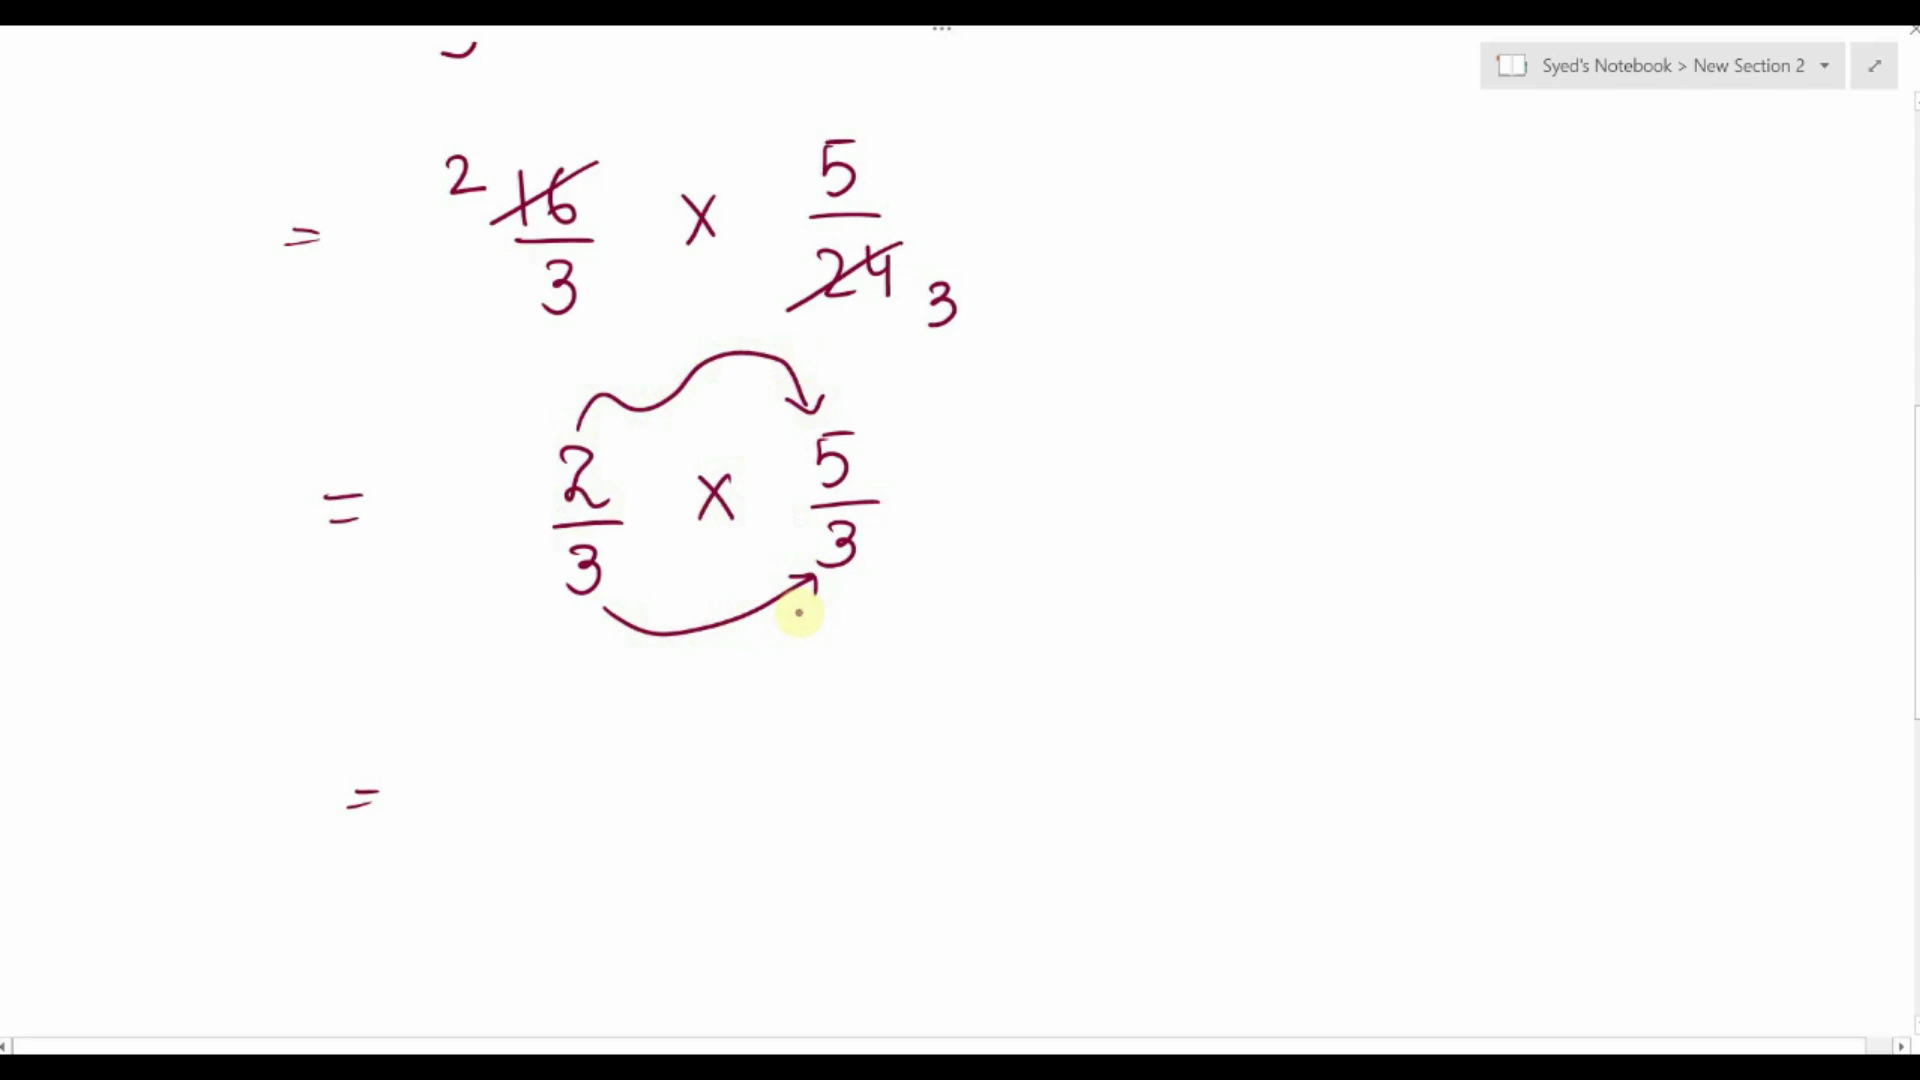 Syed's Notebook > New Section 2
= 2 16/3 x 5/24 3
= 2/3 x 5/3
=